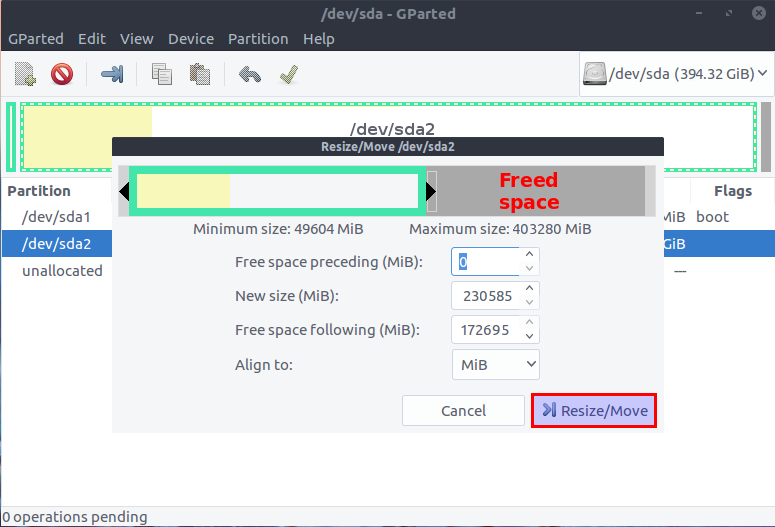 /dev/sda - GParted
GParted Edit View Device Partition Help
/dev/sda (394.32 GiB)
/dev/sda2
Resize/Move /dev/sda2
Freed
space
Minimum size: 49604 MiB Maximum size: 403280 MiB
Partition Flags
/dev/sda1 MiB boot
/dev/sda2 GiB
unallocated ---
Free space preceding (MiB): 0
New size (MiB): 230585
Free space following (MiB): 172695
Align to: MiB
Cancel Resize/Move
0 operations pending